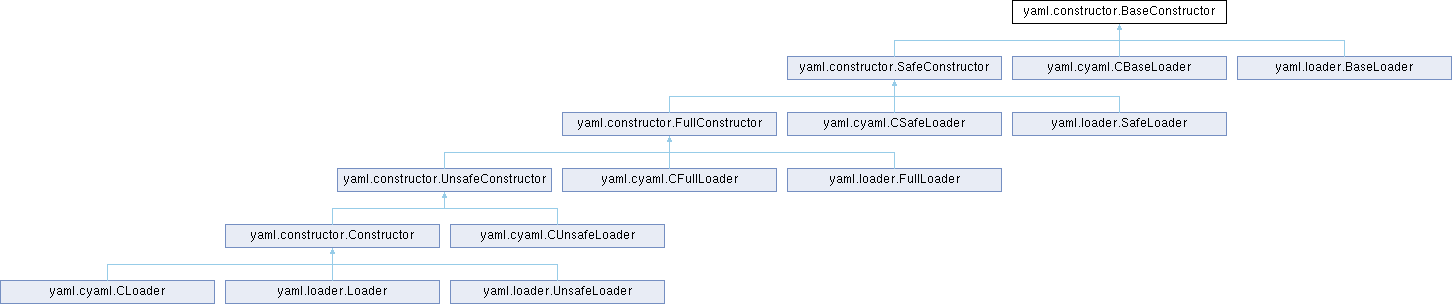 yaml.constructor.BaseConstructor
yaml.constructor.SafeConstructor
yaml.cyaml.CBaseLoader
yaml.loader.BaseLoader
yaml.constructor.FullConstructor
yaml.cyaml.CSafeLoader
yaml.loader.SafeLoader
yaml.constructor.UnsafeConstructor
yaml.cyaml.CFullLoader
yaml.loader.FullLoader
yaml.constructor.Constructor
yaml.cyaml.CUnsafeLoader
yaml.cyaml.CLoader
yaml.loader.Loader
yaml.loader.UnsafeLoader